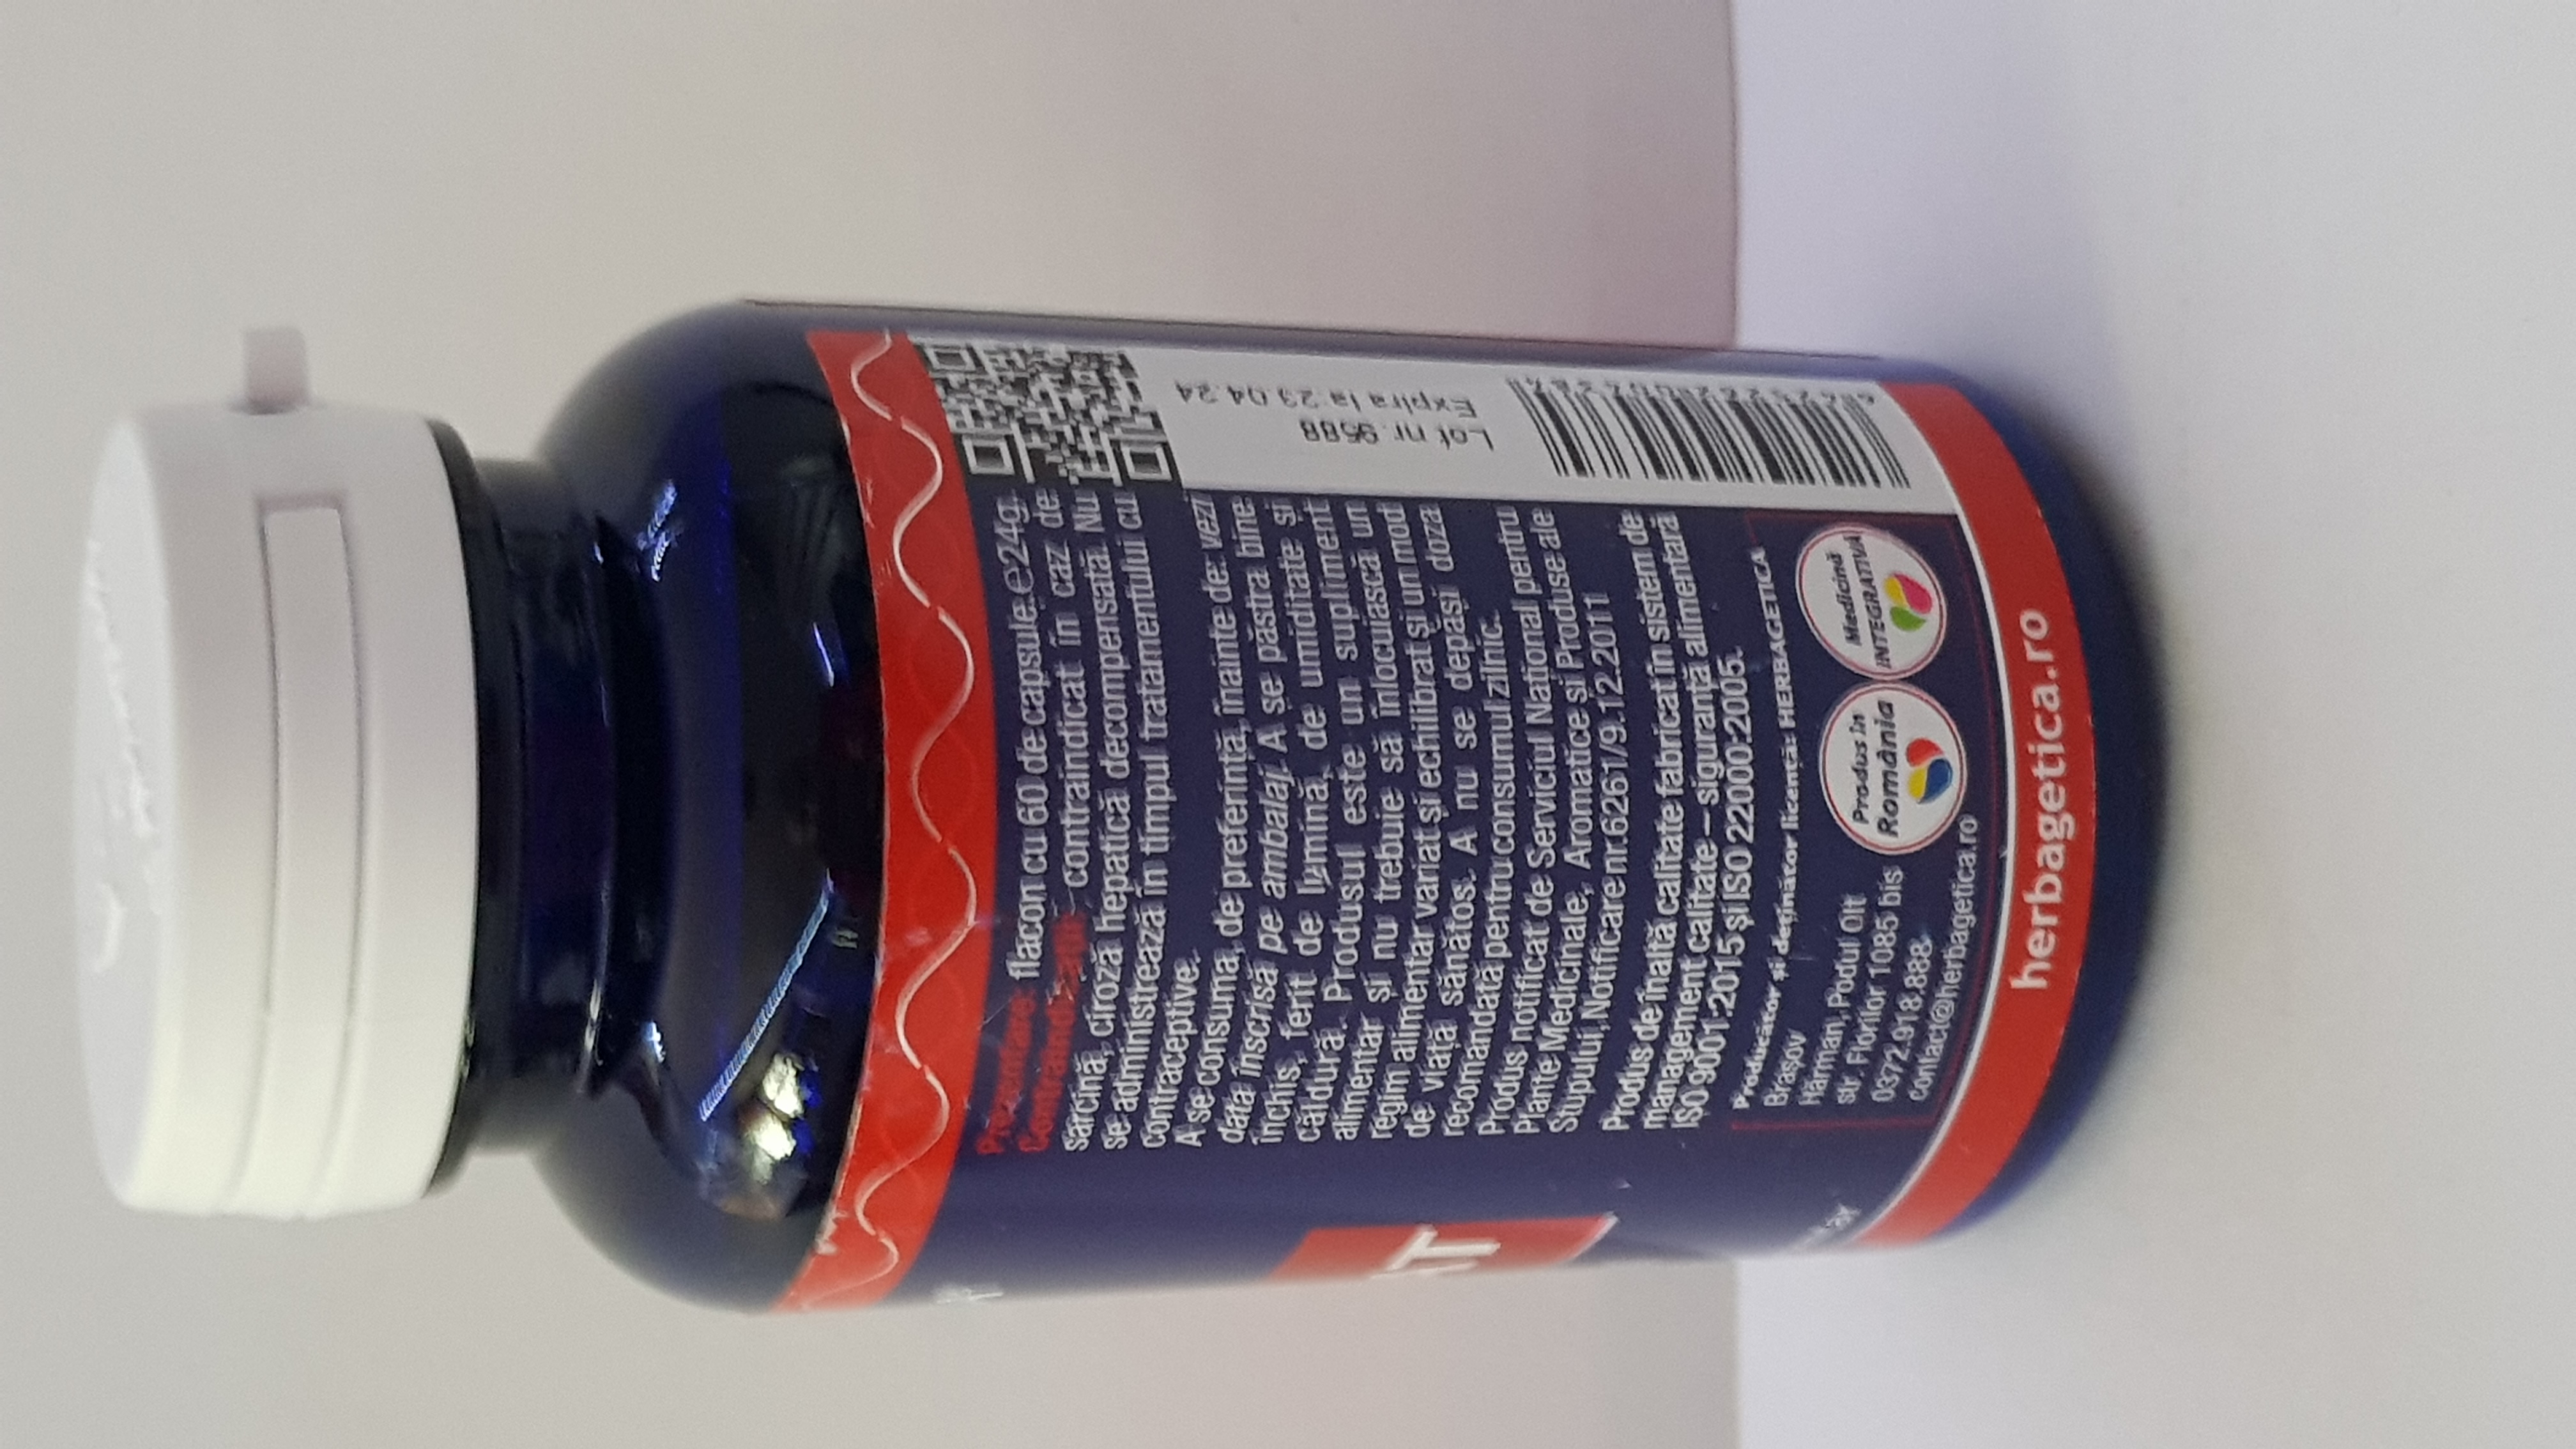 Prezentare: flacon cu 60 de capsule.℮24g.
Contraindicații: contraindicat în caz de
sarcină, ciroză hepatică decompensată. Nu
se administrează în timpul tratamentului cu
contraceptive.
A se consuma, de preferință, înainte de: vezi
data înscrisă pe ambalaj. A se păstra bine
închis, ferit de lumină, de umiditate și
căldură. Produsul este un supliment
alimentar și nu trebuie să înlocuiască un
regim alimentar variat și echilibrat și un mod
de viață sănătos. A nu se depăși doza
recomandată pentru consumul zilnic.
Produs notificat de Serviciul Național pentru
Plante Medicinale, Aromatice și Produse ale
Stupului, Notificare nr.6261/9.12.2011
Produs de înaltă calitate fabricat în sistem de
management calitate – siguranță alimentară
ISO 9001:2015 și ISO 22000:2005.
Producător și deținător licență: HERBAGETICA
Brașov
Hărman, Podul Olt
str. Florilor 1085 bis
0372.918.888
contact@herbagetica.ro
Produs în
România
Medicină
INTEGRATIVĂ
herbagetica.ro
Lot nr.9588
Expira la:23.04.24